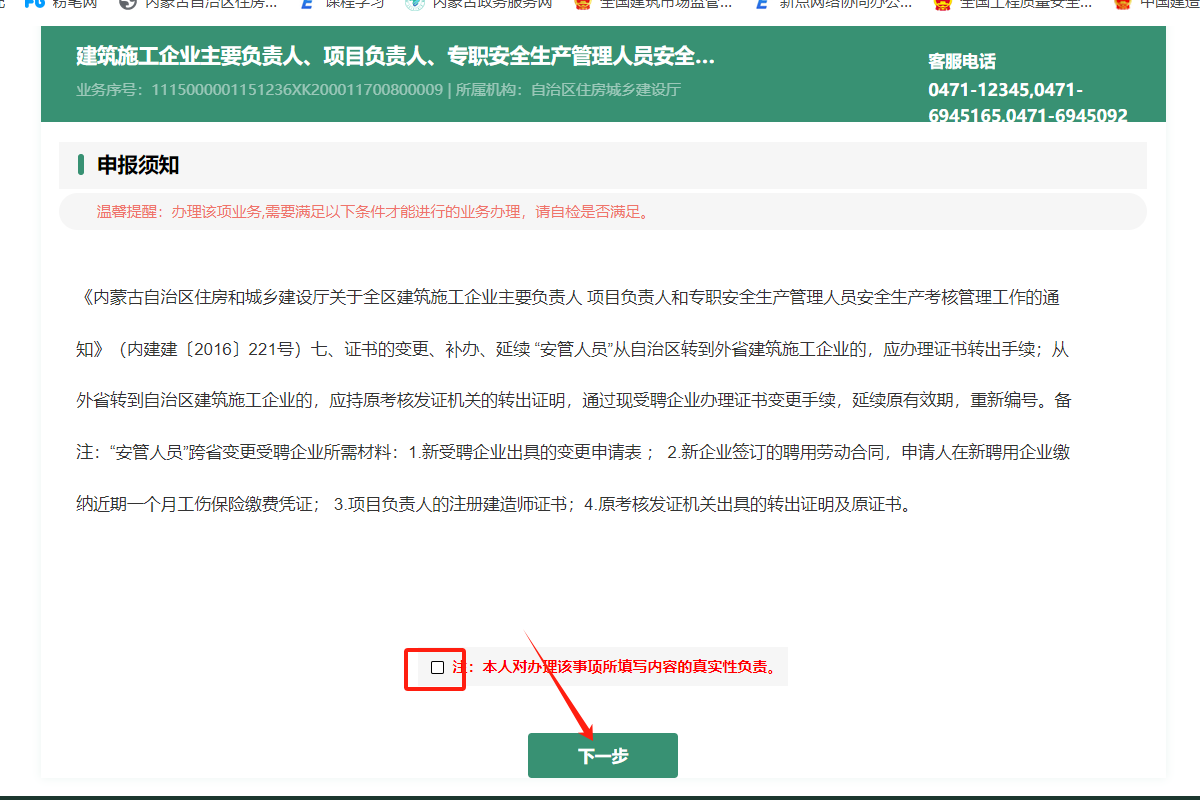 粉笔网 内蒙古自治区住房... 课程学习 内蒙古政务服务网 全国建筑市场监管... 新点网络协同办公... 全国工程质量安全... 中国建造
建筑施工企业主要负责人、项目负责人、专职安全生产管理人员安全...
业务序号：1115000001151236XK200011700800009 | 所属机构：自治区住房城乡建设厅
客服电话
0471-12345,0471-
6945165,0471-6945092
申报须知
温馨提醒：办理该项业务,需要满足以下条件才能进行的业务办理，请自检是否满足。
《内蒙古自治区住房和城乡建设厅关于全区建筑施工企业主要负责人 项目负责人和专职安全生产管理人员安全生产考核管理工作的通
知》（内建建〔2016〕221号）七、证书的变更、补办、延续 “安管人员”从自治区转到外省建筑施工企业的，应办理证书转出手续；从
外省转到自治区建筑施工企业的，应持原考核发证机关的转出证明，通过现受聘企业办理证书变更手续，延续原有效期，重新编号。备
注：“安管人员”跨省变更受聘企业所需材料：1.新受聘企业出具的变更申请表 ； 2.新企业签订的聘用劳动合同，申请人在新聘用企业缴
纳近期一个月工伤保险缴费凭证； 3.项目负责人的注册建造师证书；4.原考核发证机关出具的转出证明及原证书。
注：本人对办理该事项所填写内容的真实性负责。
下一步